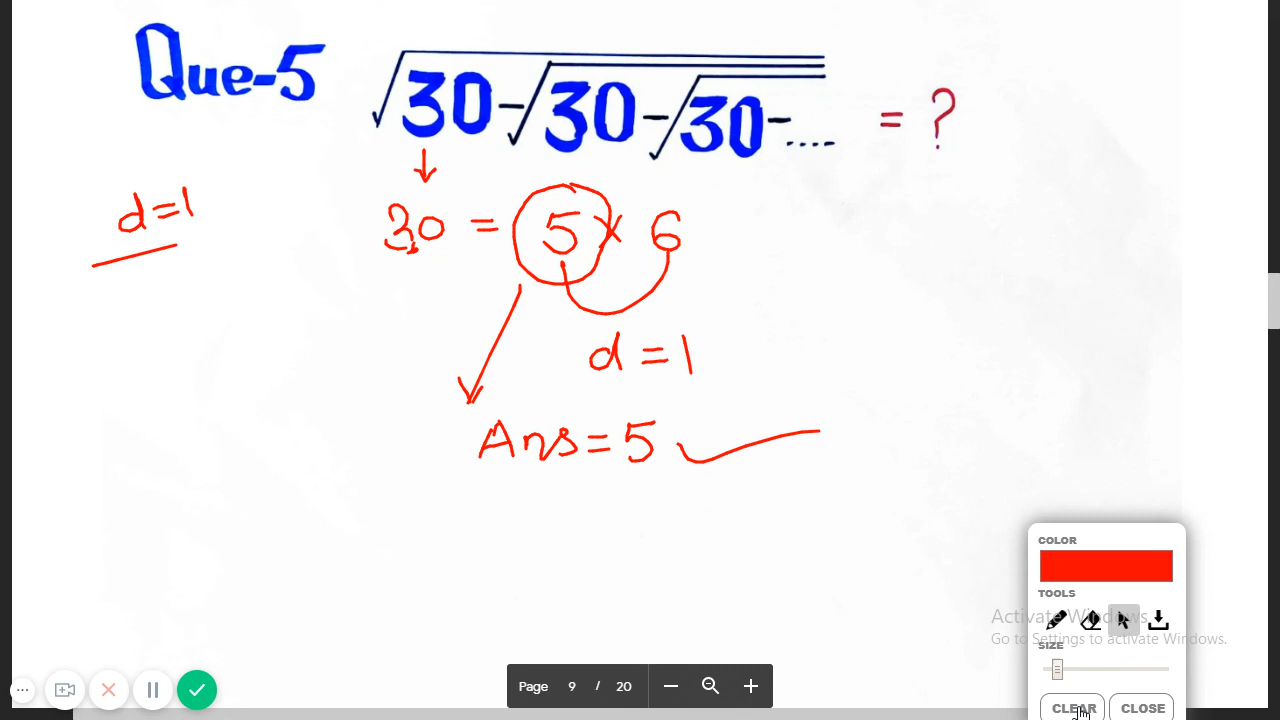 Que-5 √30-√30-√30-.... = ?
d=1
30 = 5 × 6
d = 1
Ans = 5
COLOR
TOOLS
Activate Windows
Go to Settings to activate Windows.
SIZE
Page 9 / 20
CLEAR CLOSE